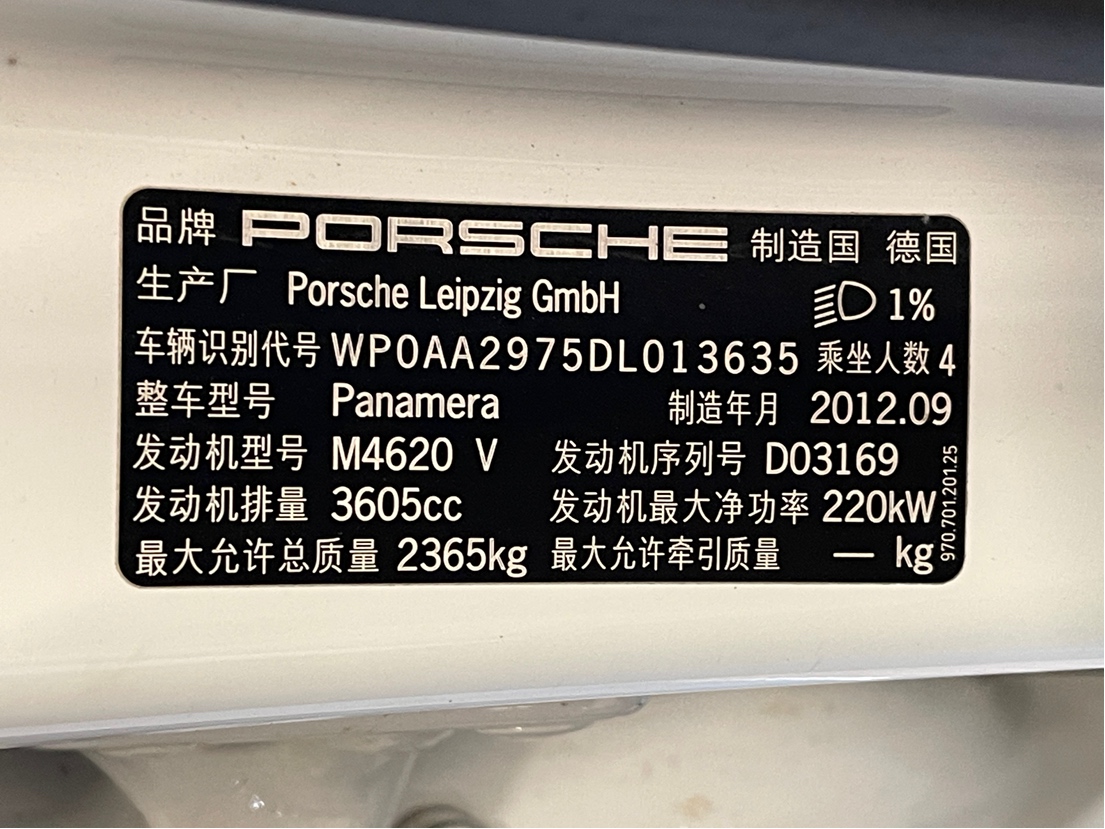 品牌 PORSCHE 制造国 德国
生产厂 Porsche Leipzig GmbH 1%
车辆识别代号 WP0AA2975DL013635 乘坐人数 4
整车型号 Panamera 制造年月 2012.09
发动机型号 M4620 V 发动机序列号 D03169
发动机排量 3605cc 发动机最大净功率 220kW
最大允许总质量 2365kg 最大允许牵引质量 — kg
970.701.201.25